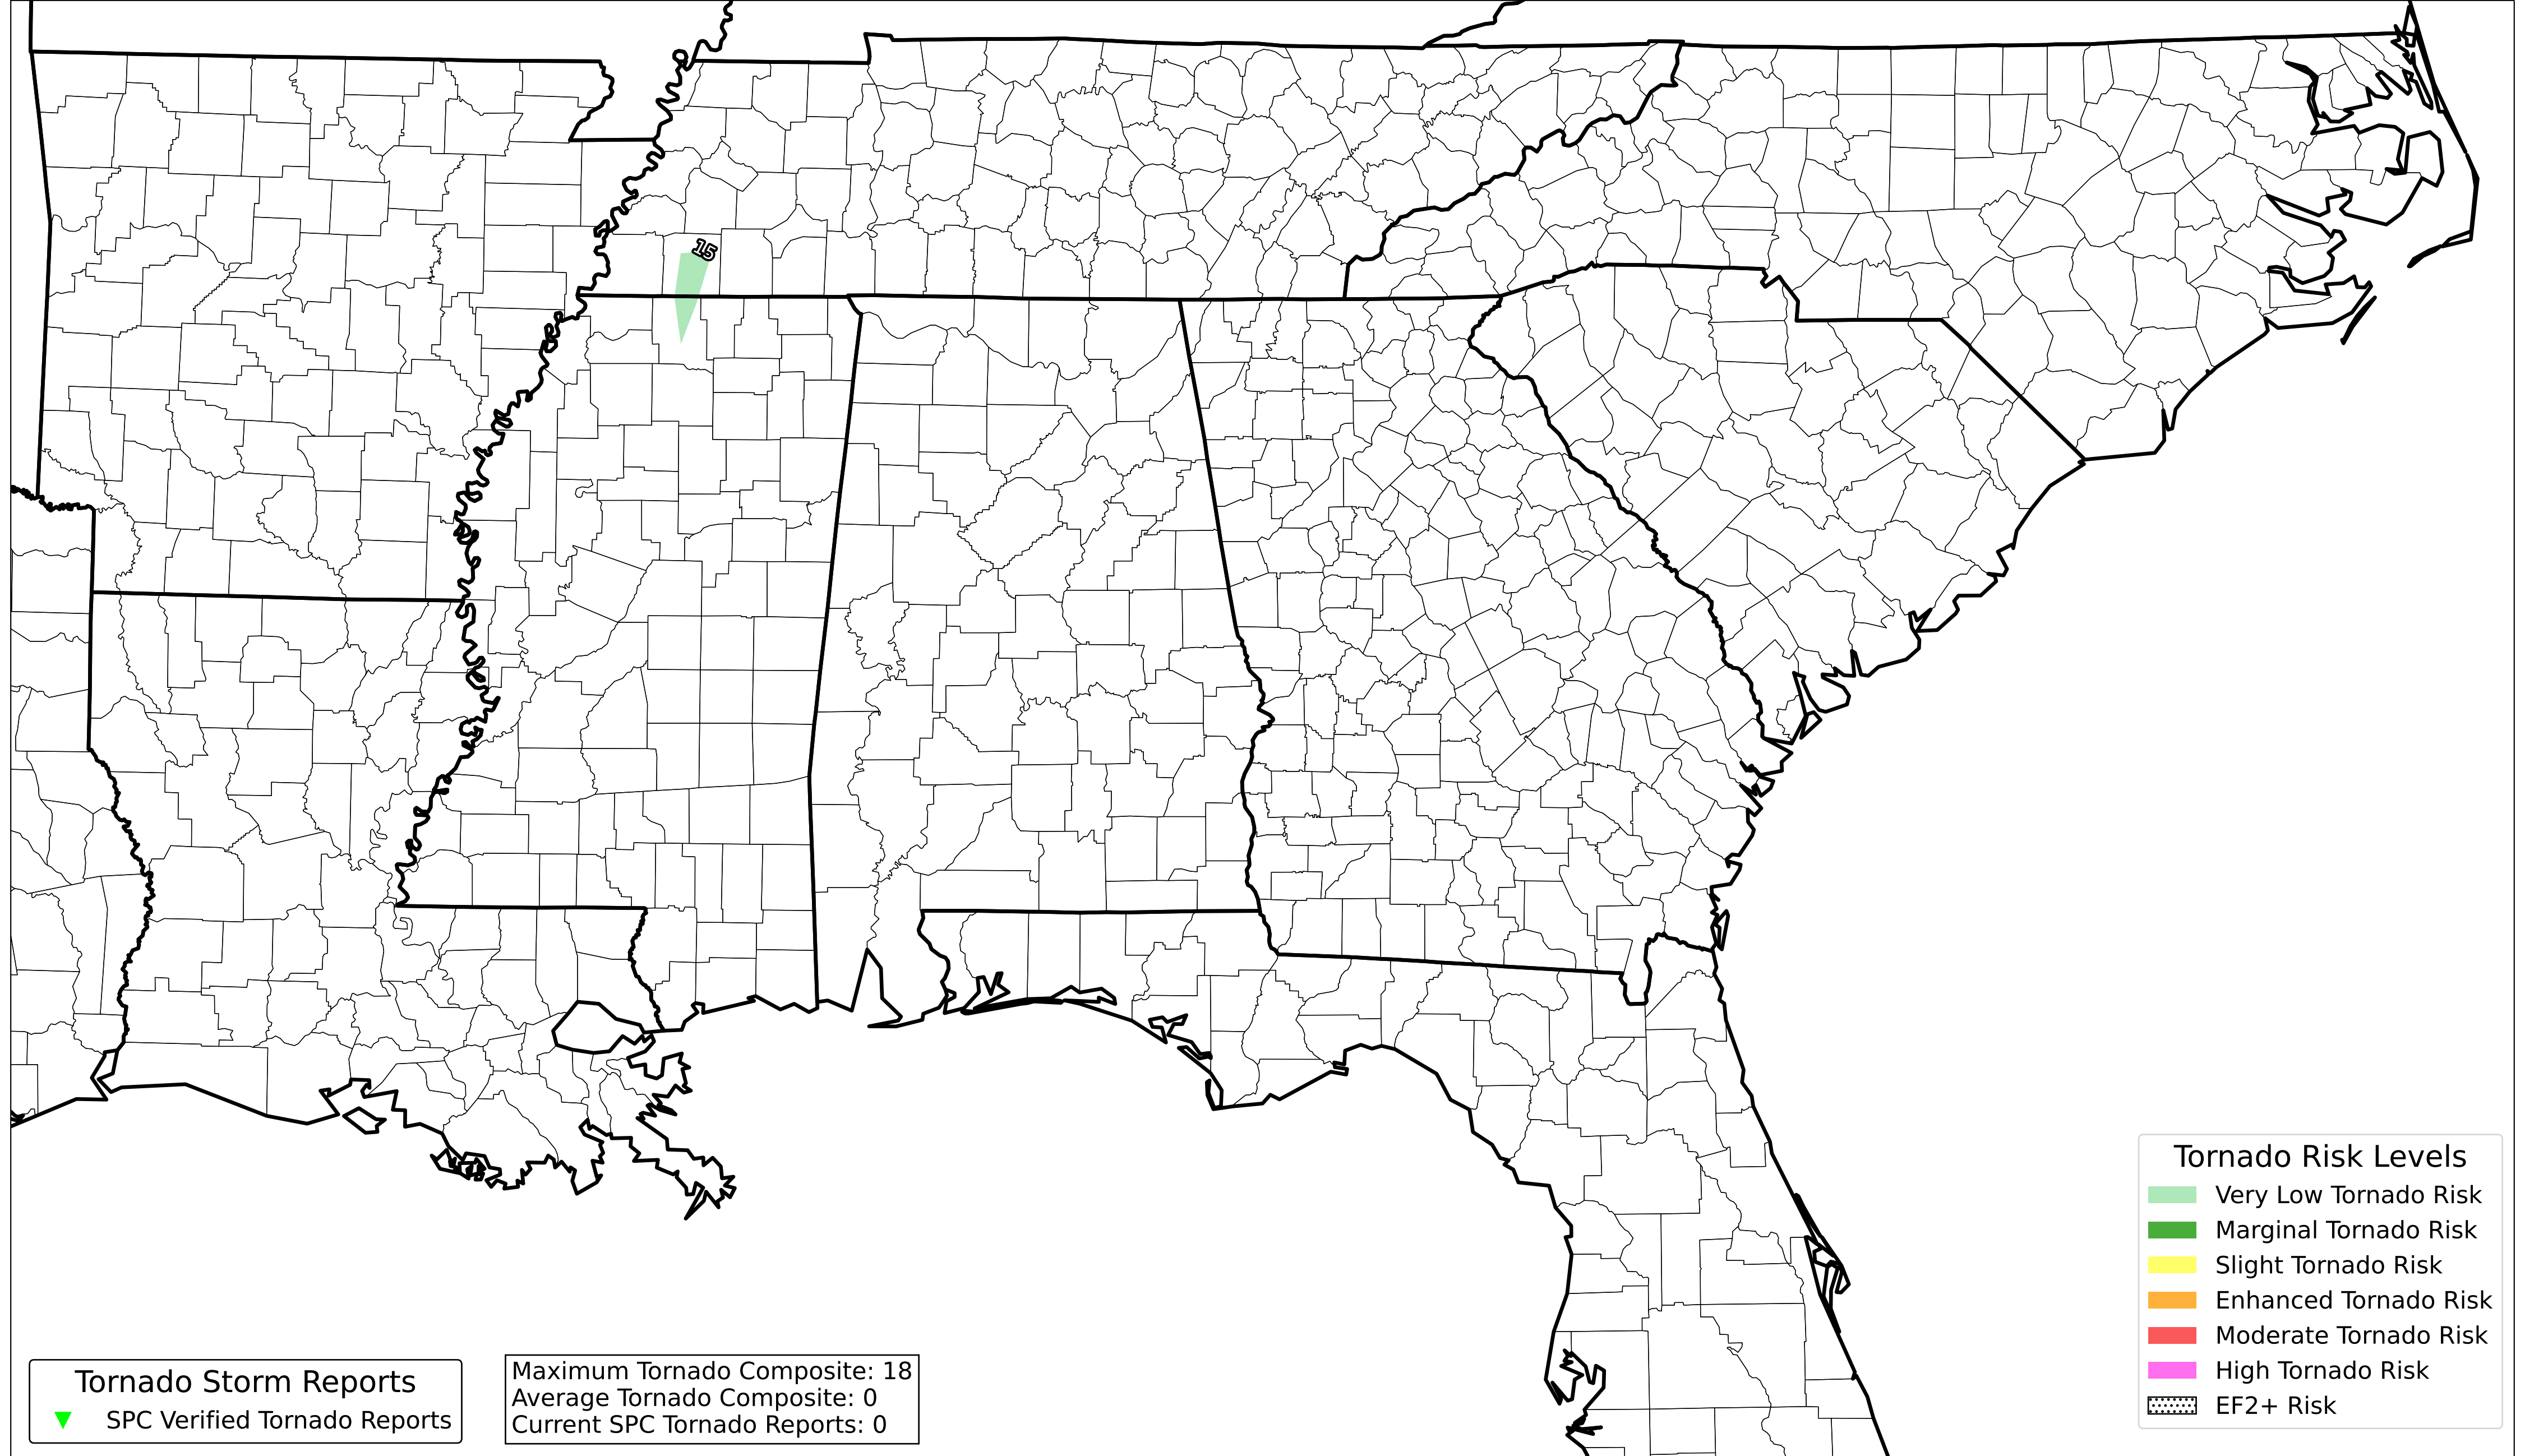 15
Tornado Risk Levels
Very Low Tornado Risk
Marginal Tornado Risk
Slight Tornado Risk
Enhanced Tornado Risk
Moderate Tornado Risk
High Tornado Risk
EF2+ Risk
Tornado Storm Reports
SPC Verified Tornado Reports
Maximum Tornado Composite: 18
Average Tornado Composite: 0
Current SPC Tornado Reports: 0